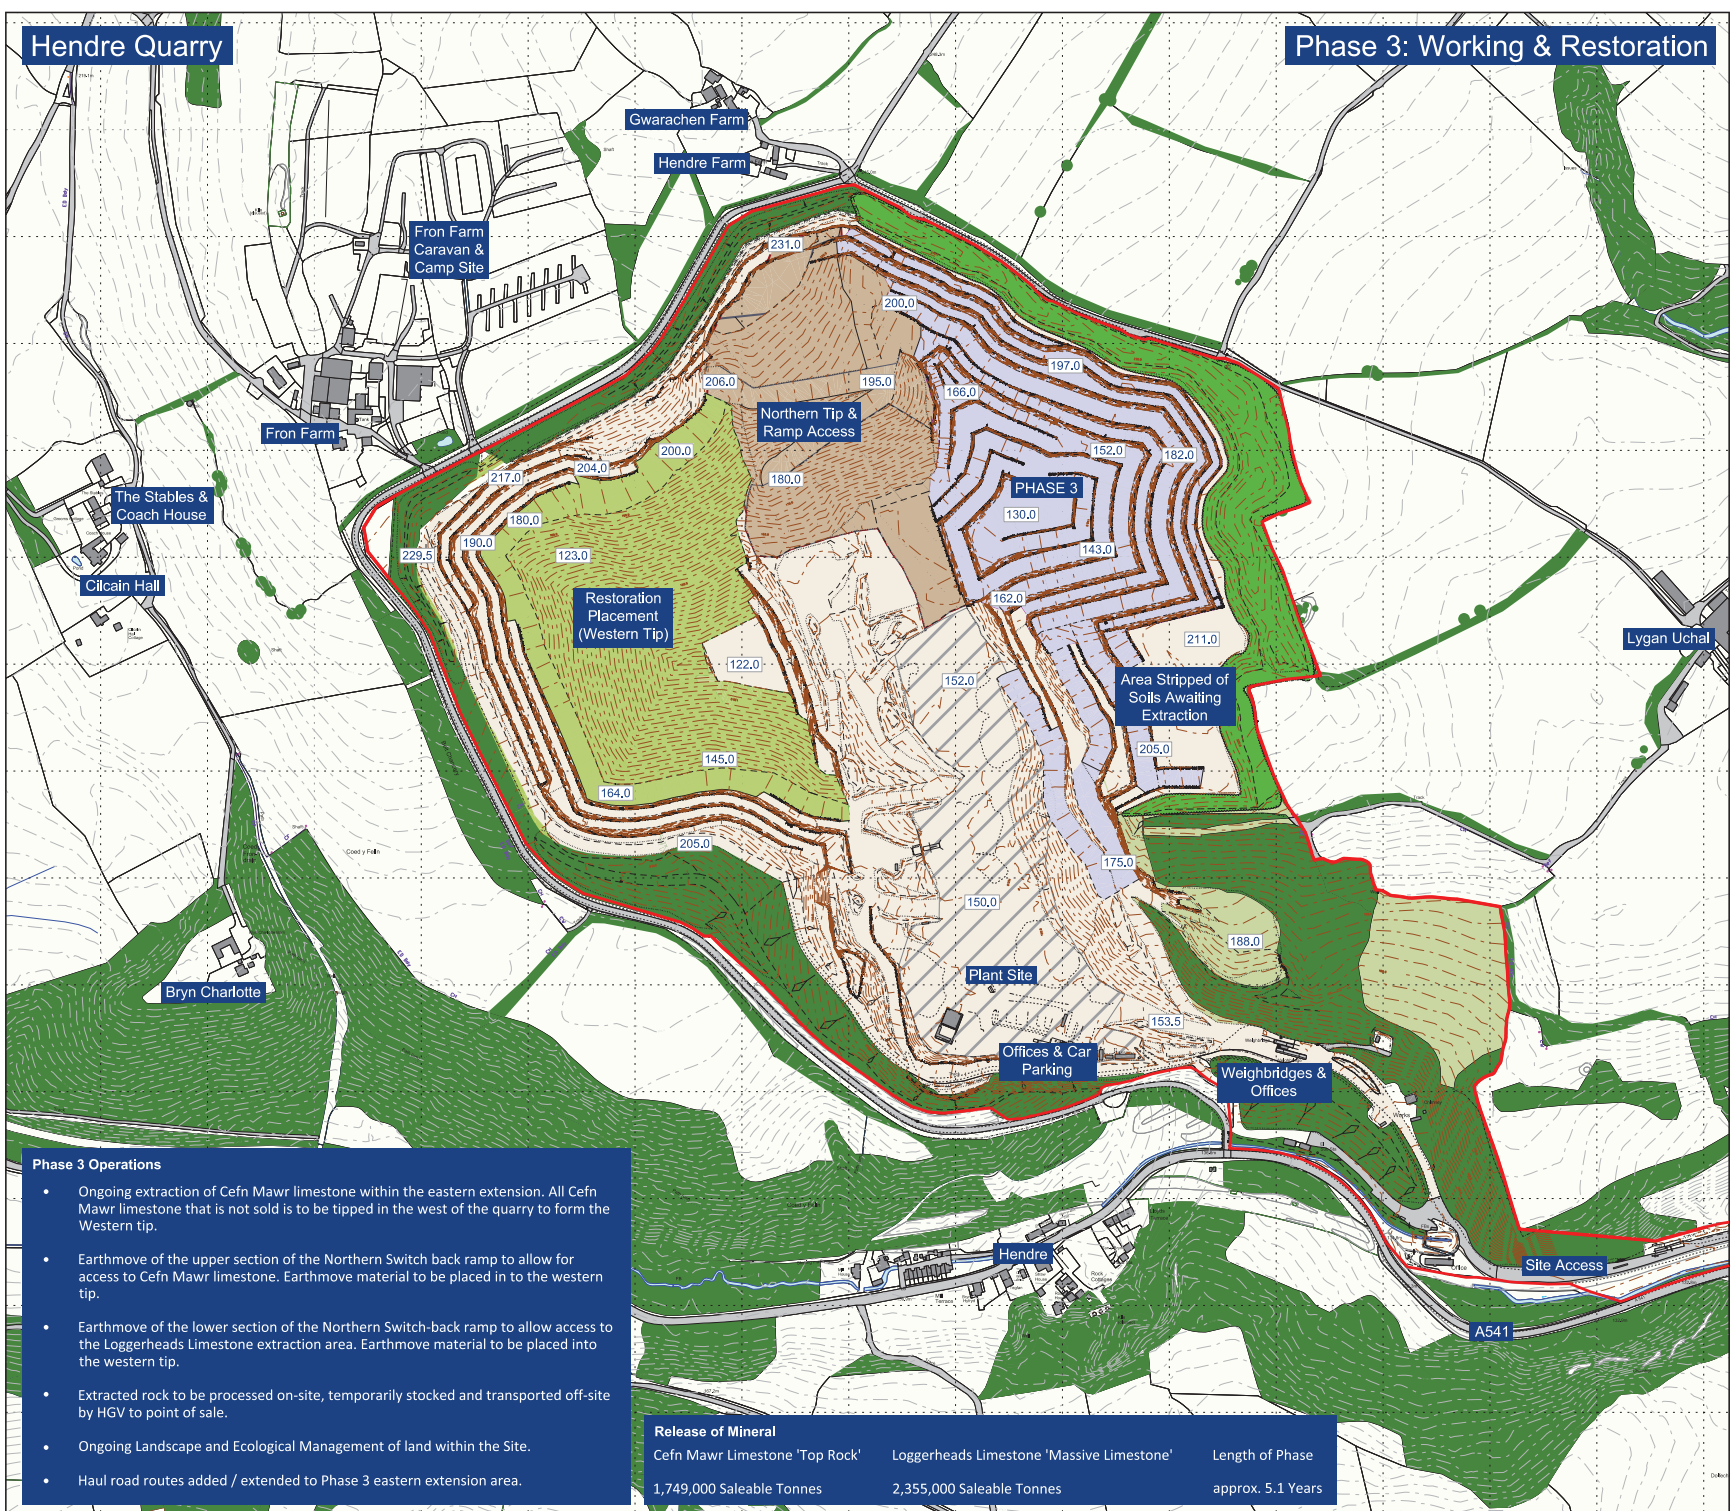 Hendre Quarry
Phase 3: Working & Restoration
Gwarachen Farm
Hendre Farm
Track
Shaft
Fron Farm
Caravan &
Camp Site
231.0
200.0
197.0
206.0
195.0
166.0
Northern Tip &
Ramp Access
Fron Farm
200.0
152.0
182.0
217.0
204.0
180.0
PHASE 3
The Stables &
Coach House
180.0
130.0
190.0
229.5
123.0
143.0
Cilcain Hall
162.0
Restoration
Placement
(Western Tip)
211.0
Lygan Uchal
122.0
152.0
Area Stripped of
Soils Awaiting
Extraction
205.0
145.0
164.0
205.0
Coed y Felin
175.0
150.0
188.0
Plant Site
Bryn Charlotte
153.5
Offices & Car
Parking
Weighbridges &
Offices
Works
Hendre
Site Access
Office
A541
Phase 3 Operations
• Ongoing extraction of Cefn Mawr limestone within the eastern extension. All Cefn
Mawr limestone that is not sold is to be tipped in the west of the quarry to form the
Western tip.
• Earthmove of the upper section of the Northern Switch back ramp to allow for
access to Cefn Mawr limestone. Earthmove material to be placed in to the western
tip.
• Earthmove of the lower section of the Northern Switch-back ramp to allow access to
the Loggerheads Limestone extraction area. Earthmove material to be placed into
the western tip.
• Extracted rock to be processed on-site, temporarily stocked and transported off-site
by HGV to point of sale.
• Ongoing Landscape and Ecological Management of land within the Site.
• Haul road routes added / extended to Phase 3 eastern extension area.
Release of Mineral
Cefn Mawr Limestone 'Top Rock' Loggerheads Limestone 'Massive Limestone' Length of Phase
1,749,000 Saleable Tonnes 2,355,000 Saleable Tonnes approx. 5.1 Years